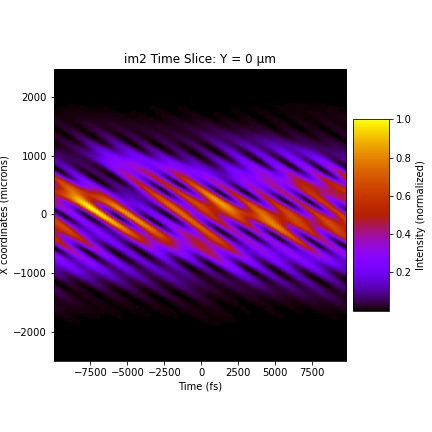 im2 Time Slice: Y = 0 µm
2000
1000
0
−1000
−2000
X coordinates (microns)
−7500 −5000 −2500 0 2500 5000 7500
Time (fs)
1.0
0.8
0.6
0.4
0.2
Intensity (normalized)